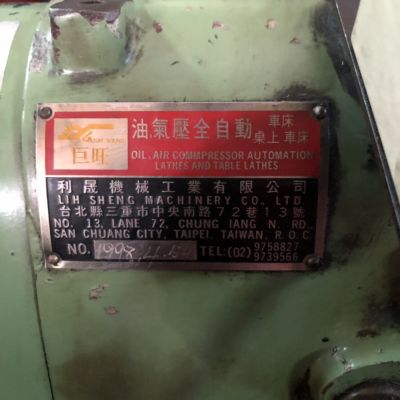 巨旺
油氣壓全自動 車床
桌上車床
OIL, AIR COMMPRESSOR AUTOMATION
LATHES AND TABLE LATHES
利晟機械工業有限公司
LIH SHENG MACHINERY CO., LTD.
台北縣三重市中央南路72巷13號
NO. 13, LANE 72, CHUNG IANG N. RD.,
SAN CHUANG CITY, TAIPEI, TAIWAN, R.O.C
NO. TEL:(02) 9758827
9739566